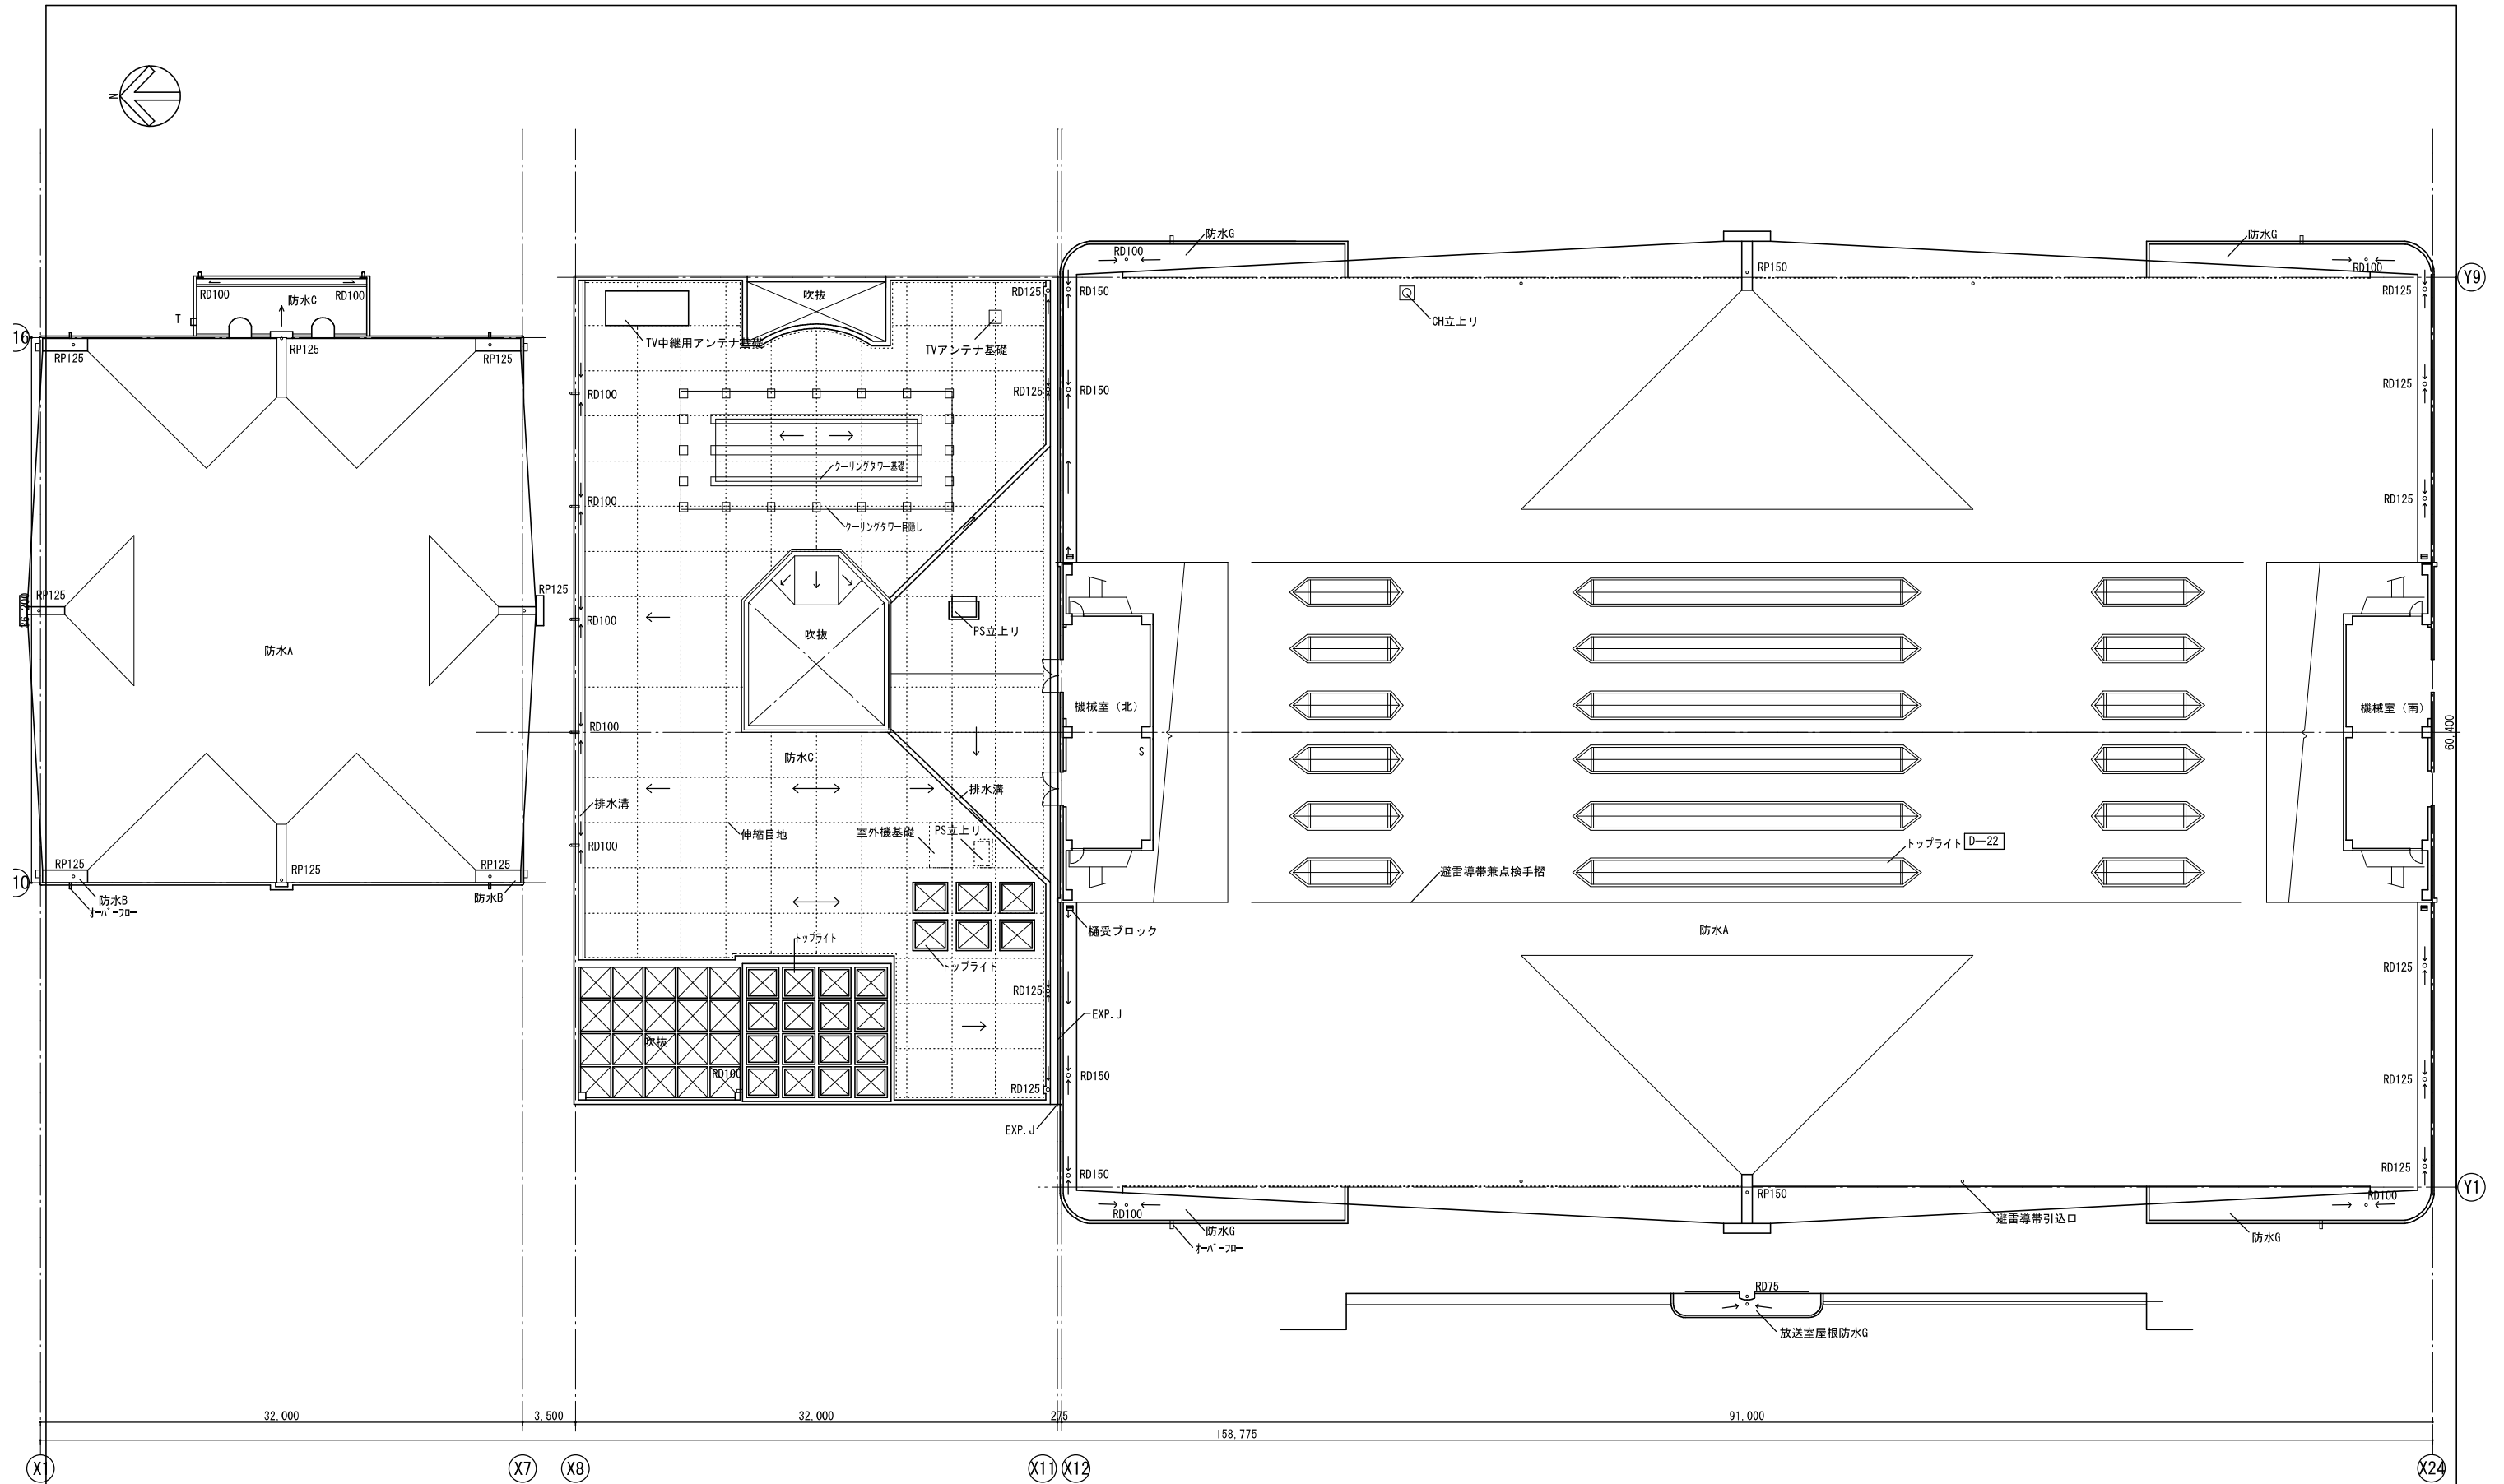 N
防水G
防水G
RD100
RP150
RD100
Y9
RD100
防水C
RD100
吹抜
RD125
RD150
RD125
T
CH立上り
16
RP125
RP125
RP125
TV中継用アンテナ基礎
TVアンテナ基礎
RD100
RD125
RD150
RD125
クーリングタワー基礎
RD100
RD125
クーリングタワー目隠し
RP125
RP125
36,200
RD100
吹抜
PS立上り
防水A
機械室（北）
機械室（南）
RD100
60,400
防水C
S
排水溝
排水溝
伸縮目地
室外機基礎
PS立上り
RD100
トップライト
D--22
RP125
RP125
RP125
避雷導帯兼点検手摺
10
防水B
防水B
オーバーフロー
樋受ブロック
防水A
トップライト
トップライト
RD125
RD125
EXP.J
吹抜
RD100
RD125
RD150
RD125
EXP.J
RD150
RD125
Y1
RD100
RP150
RD100
避雷導帯引込口
防水G
オーバーフロー
防水G
RD75
放送室屋根防水G
32,000
3,500
32,000
275
91,000
158,775
X1
X7
X8
X11
X12
X24